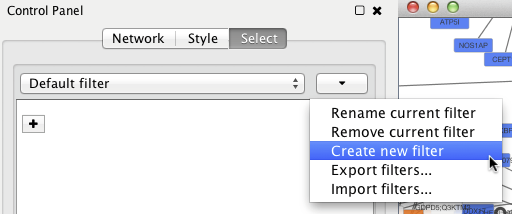 Control Panel
Network Style Select
Default filter
Rename current filter
Remove current filter
Create new filter
Export filters...
Import filters...
ATP5I
NOS1AP
CEPT